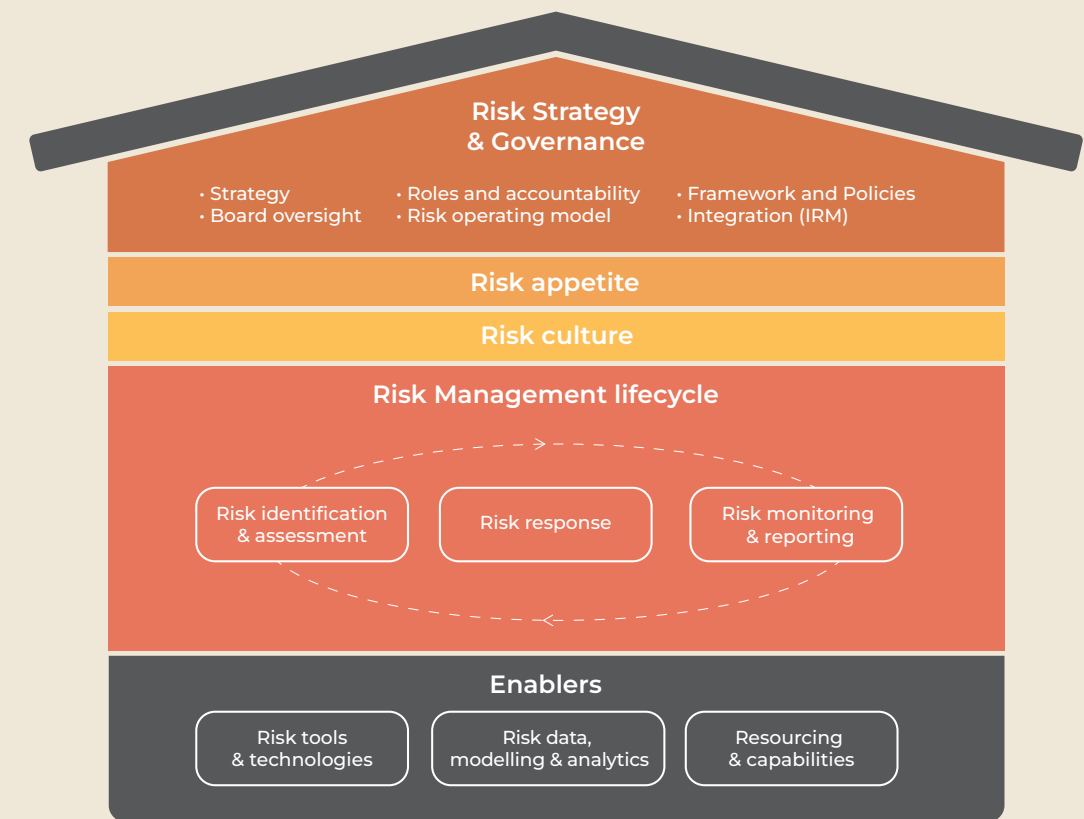 Risk Strategy
& Governance
• Strategy
• Board oversight
• Roles and accountability
• Risk operating model
• Framework and Policies
• Integration (IRM)
Risk appetite
Risk culture
Risk Management lifecycle
Risk identification
& assessment
Risk response
Risk monitoring
& reporting
Enablers
Risk tools
& technologies
Risk data,
modelling & analytics
Resourcing
& capabilities